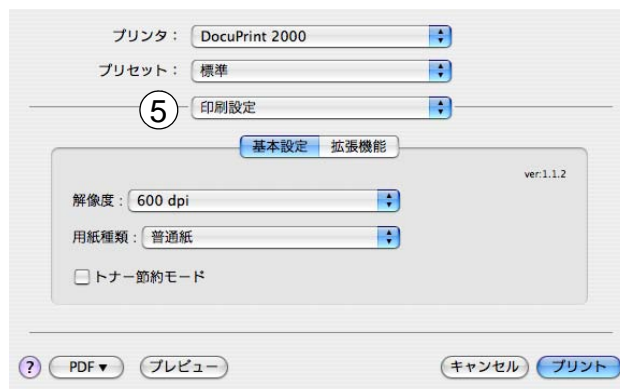 プリンタ： DocuPrint 2000
プリセット： 標準
⑤ 印刷設定
基本設定 拡張機能
ver:1.1.2
解像度： 600 dpi
用紙種類： 普通紙
トナー節約モード
? PDF▼ プレビュー キャンセル プリント